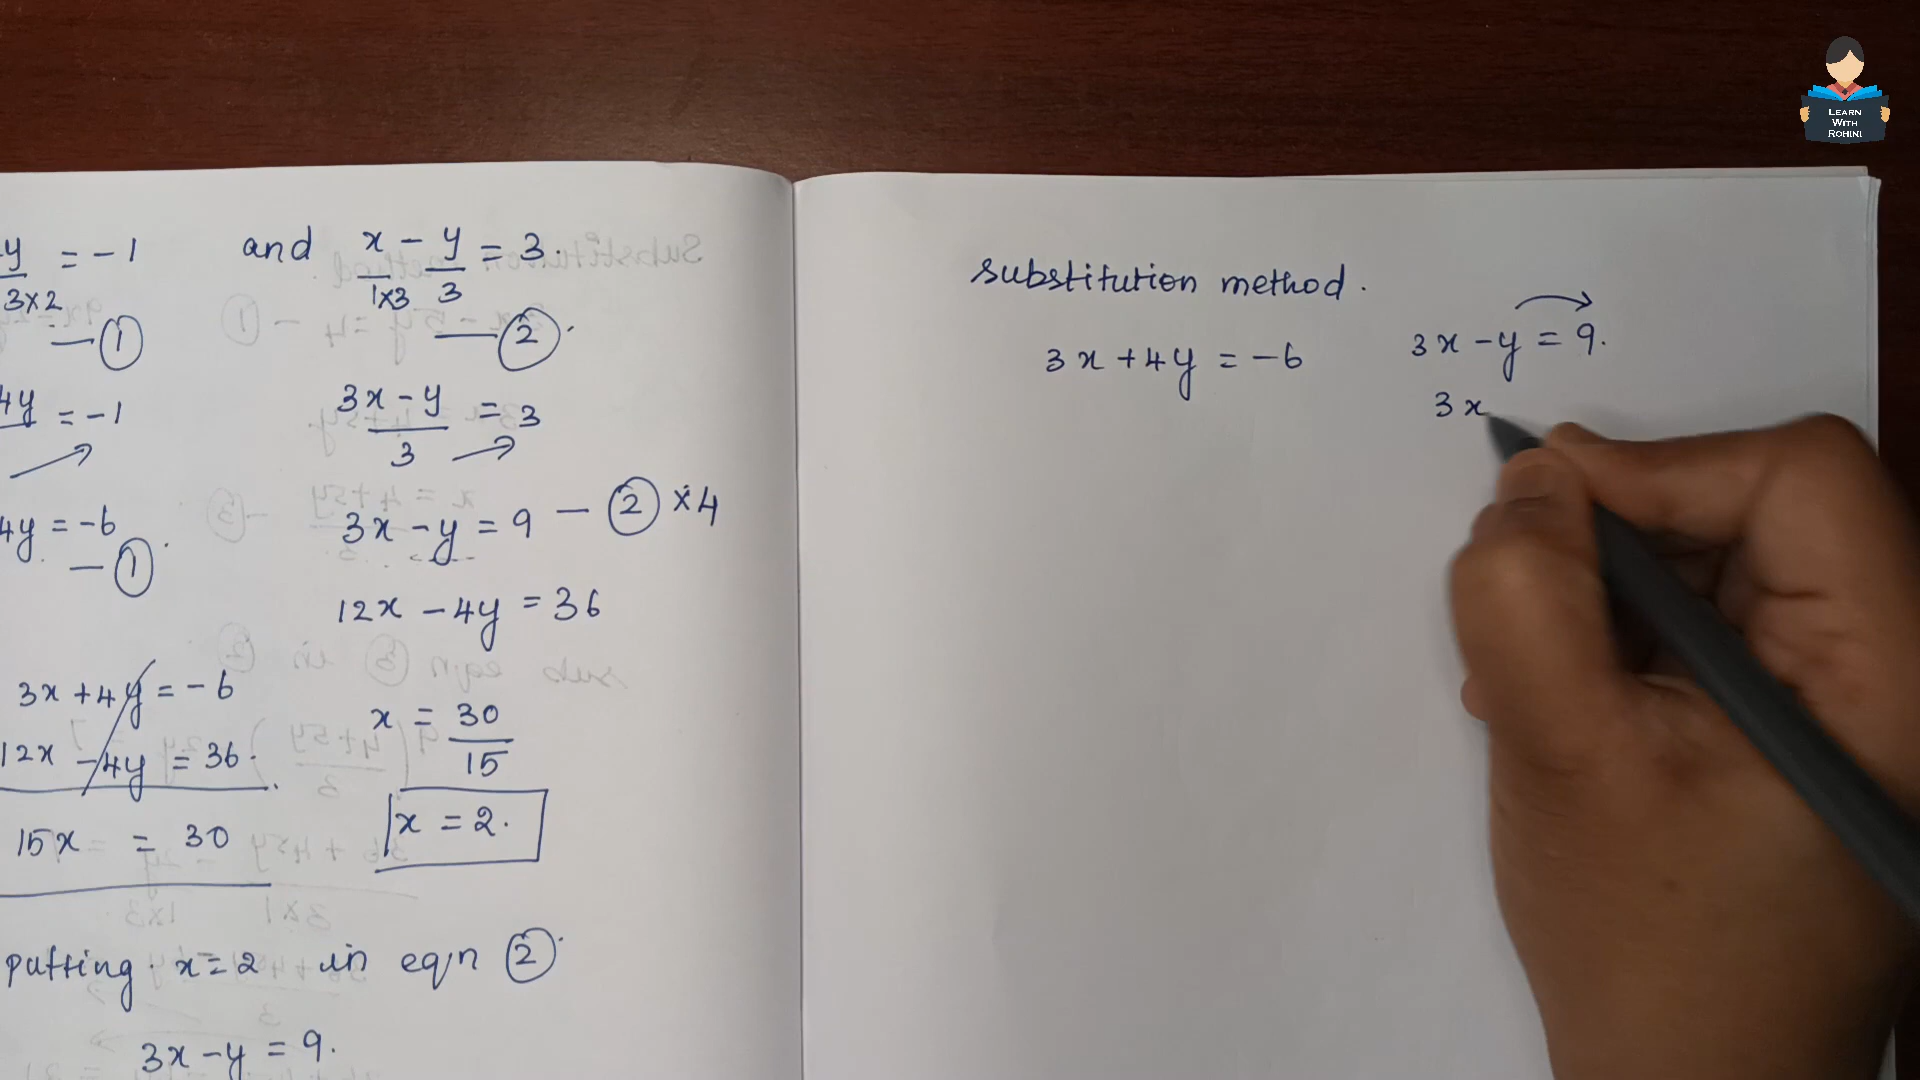 y = -1 and x - y = 3.
3x2 1x3 3
- 1 - 2
4y = -1 3x - y = 3
3
4y = -6 3x - y = 9 - 2 x4
- 1
12x - 4y = 36
3x + 4y = -6
12x - 4y = 36. x = 30
15
15x = 30 x = 2.
putting x = 2 in eqn 2
3x - y = 9.
substitution method.
3x + 4y = -6 3x - y = 9.
3x
LEARN
WITH
ROHINI